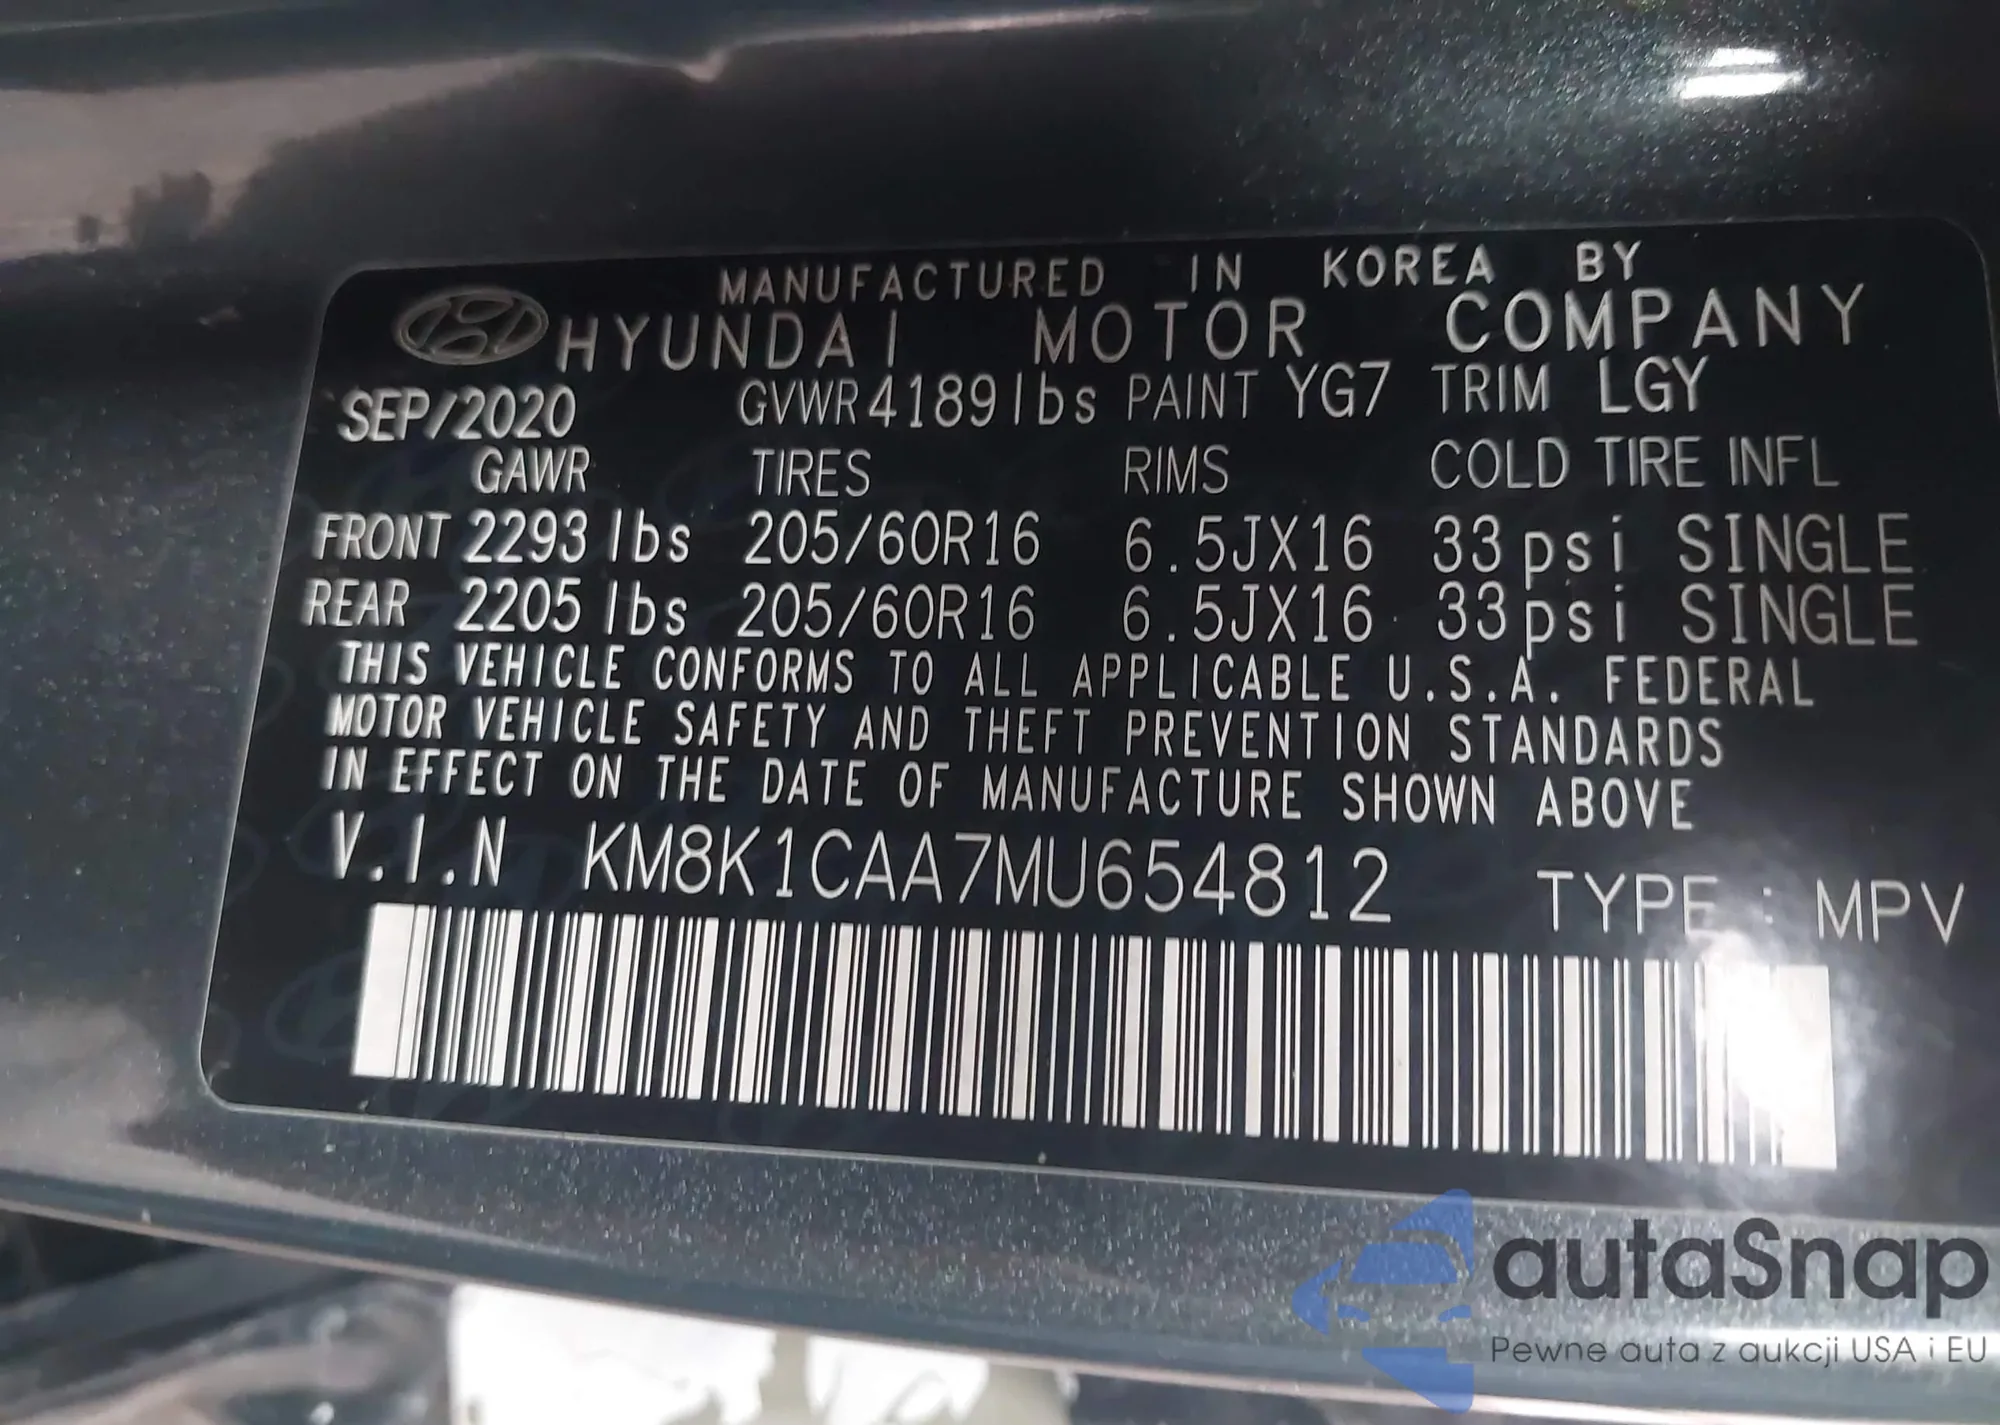 MANUFACTURED IN KOREA BY
HYUNDAI MOTOR COMPANY
SEP/2020 GVWR 4189lbs PAINT YG7 TRIM LGY
GAWR TIRES RIMS COLD TIRE INFL
FRONT 2293 lbs 205/60R16 6.5JX16 33psi SINGLE
REAR 2205 lbs 205/60R16 6.5JX16 33psi SINGLE
THIS VEHICLE CONFORMS TO ALL APPLICABLE U.S.A. FEDERAL
MOTOR VEHICLE SAFETY AND THEFT PREVENTION STANDARDS
IN EFFECT ON THE DATE OF MANUFACTURE SHOWN ABOVE
V.I.N KM8K1CAA7MU654812 TYPE : MPV
autaSnap
Pewne auta z aukcji USA i EU